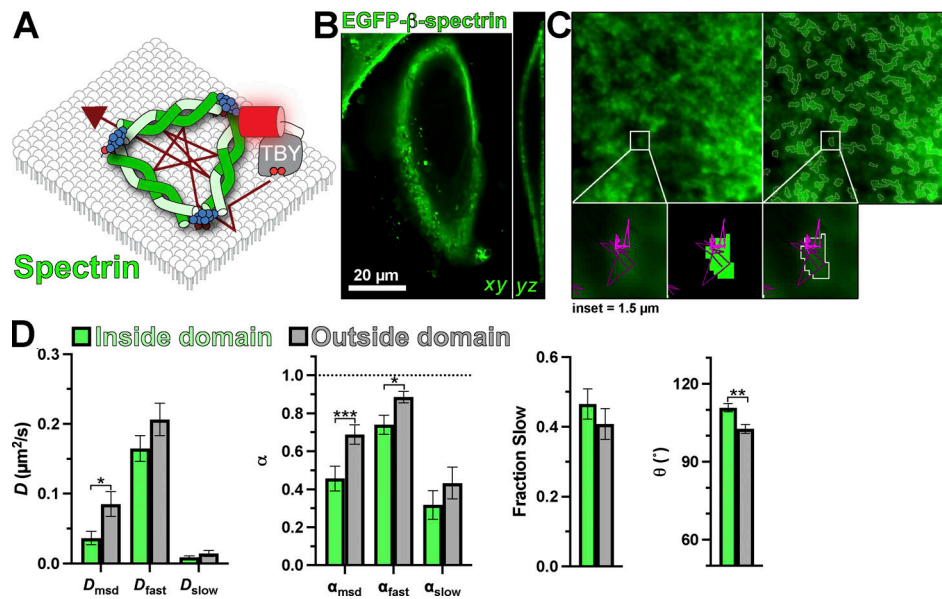 A
TBY
Spectrin
B
EGFP-β-spectrin
20 µm
xy
yz
C
inset = 1.5 µm
D
Inside domain
Outside domain
D (µm²/s)
0.3
0.2
0.1
0.0
*
Dmsd
Dfast
Dslow
α
1.0
0.8
0.6
0.4
0.2
0.0
***
*
αmsd
αfast
αslow
Fraction Slow
0.6
0.4
0.2
0.0
θ (°)
110
90
60
**